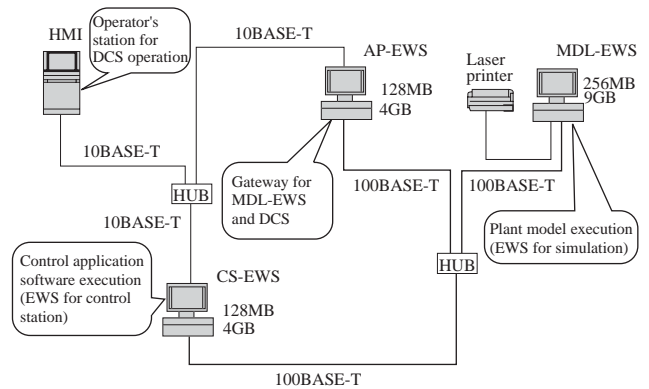 HMI
Operator's
station for
DCS operation
10BASE-T
AP-EWS
128MB
4GB
Laser
printer
MDL-EWS
256MB
9GB
10BASE-T
HUB
Gateway for
MDL-EWS
and DCS
100BASE-T
100BASE-T
10BASE-T
Plant model execution
(EWS for simulation)
HUB
Control application
software execution
(EWS for control
station)
CS-EWS
128MB
4GB
100BASE-T